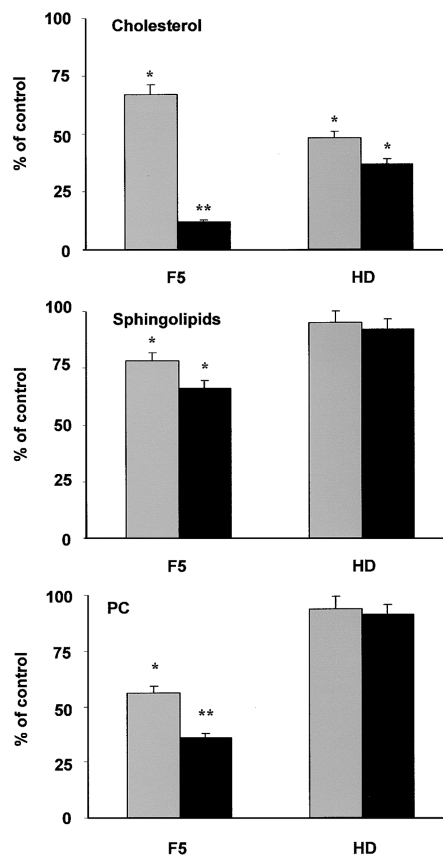 100
Cholesterol
*
75
*
% of control
50
*
**
25
0
F5 HD
100
Sphingolipids
*
75
*
% of control
50
25
0
F5 HD
100
PC
75
*
% of control
50
**
25
0
F5 HD